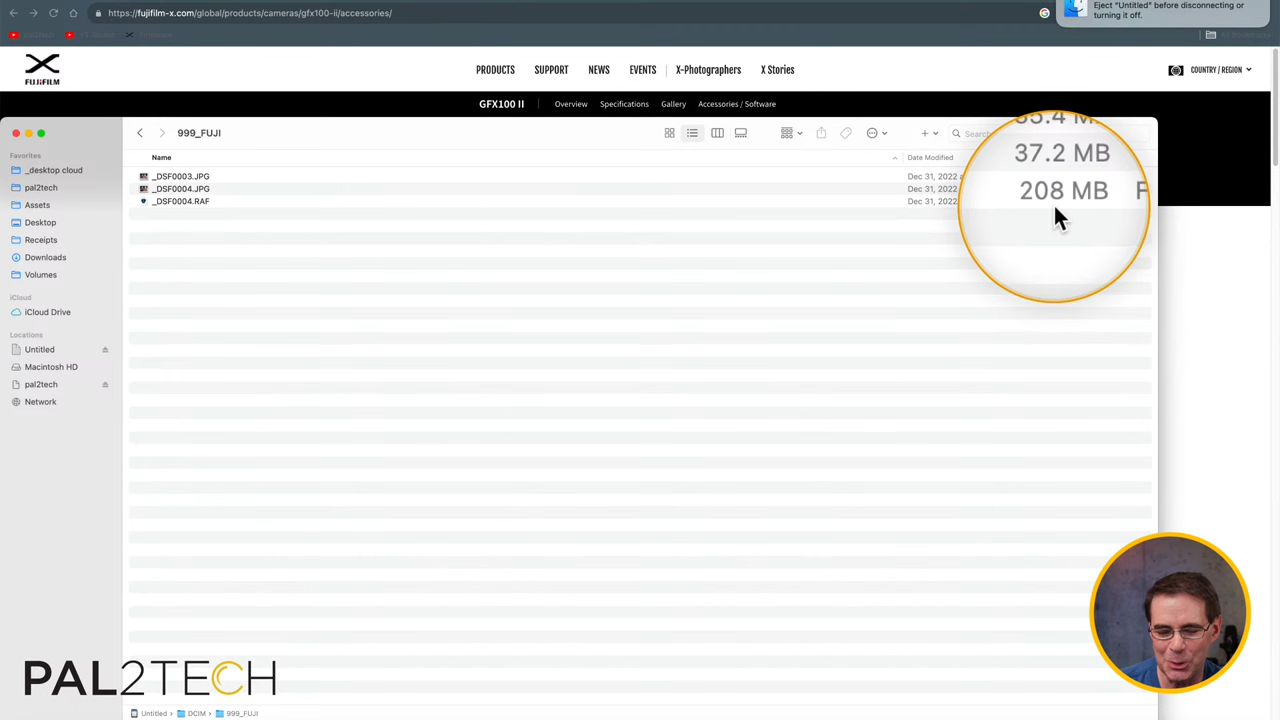 https://fujifilm-x.com/global/products/cameras/gfx100-ii/accessories/
Eject "Untitled" before disconnecting or
turning it off.
All Bookmarks
FUJIFILM
PRODUCTS SUPPORT NEWS EVENTS X-Photographers X Stories
COUNTRY / REGION
GFX100 II Overview Specifications Gallery Accessories / Software
999_FUJI
Search
Favorites
_desktop cloud
pal2tech
Assets
Desktop
Receipts
Downloads
Volumes
iCloud
iCloud Drive
Locations
Untitled
Macintosh HD
pal2tech
Network
Name Date Modified
_DSF0003.JPG Dec 31, 2022
_DSF0004.JPG Dec 31, 2022
_DSF0004.RAF Dec 31, 2022
37.2 MB
208 MB F
PAL2TECH
Untitled DCIM 999_FUJI